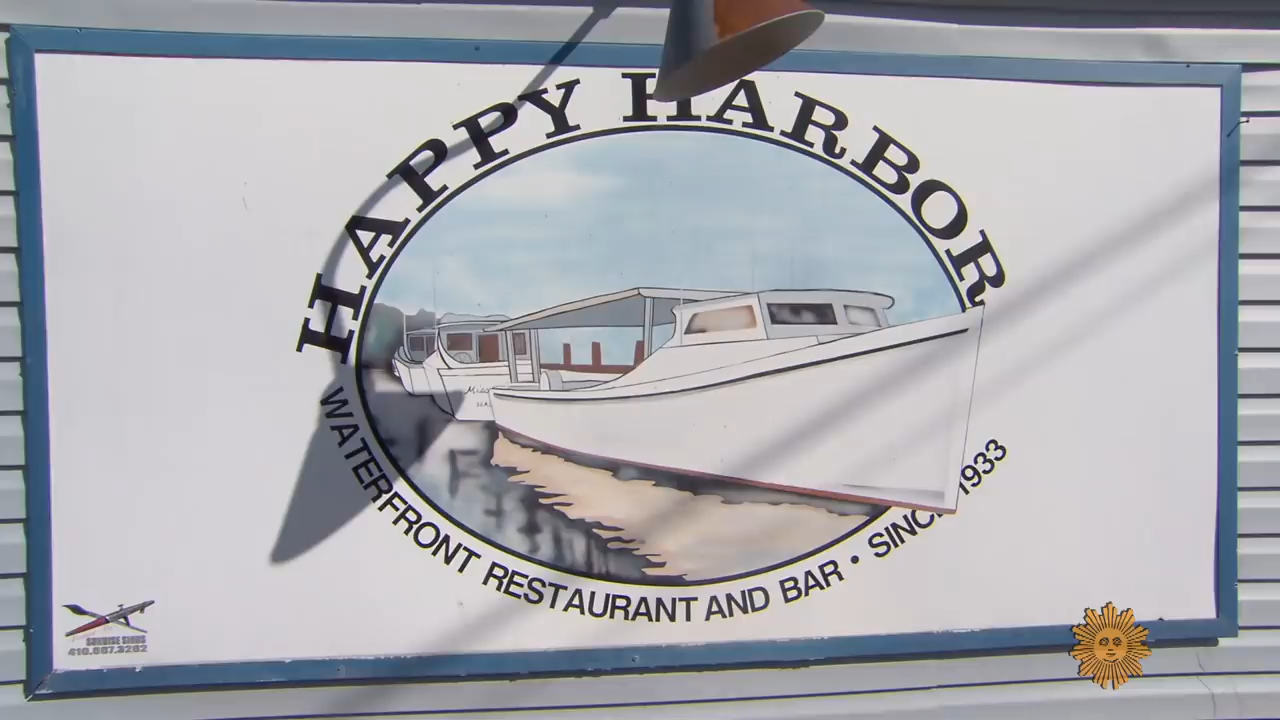 HAPPY HARBOR
WATERFRONT RESTAURANT AND BAR • SINCE 1933
SUNRISE SIGNS
410.867.3282